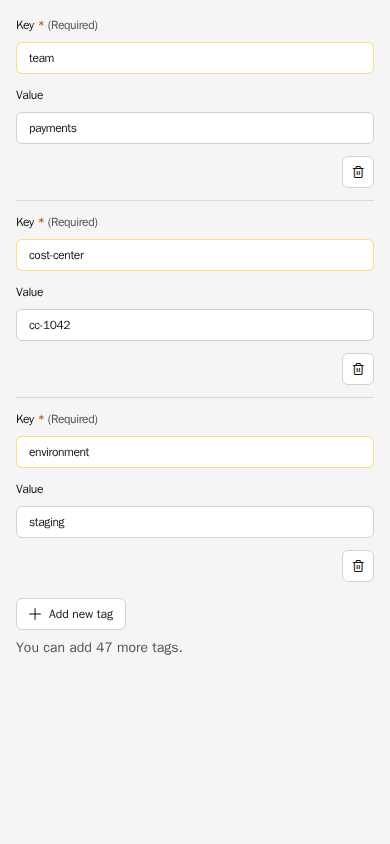 Key * (Required)
team
Value
payments
Key * (Required)
cost-center
Value
cc-1042
Key * (Required)
environment
Value
staging
Add new tag
You can add 47 more tags.